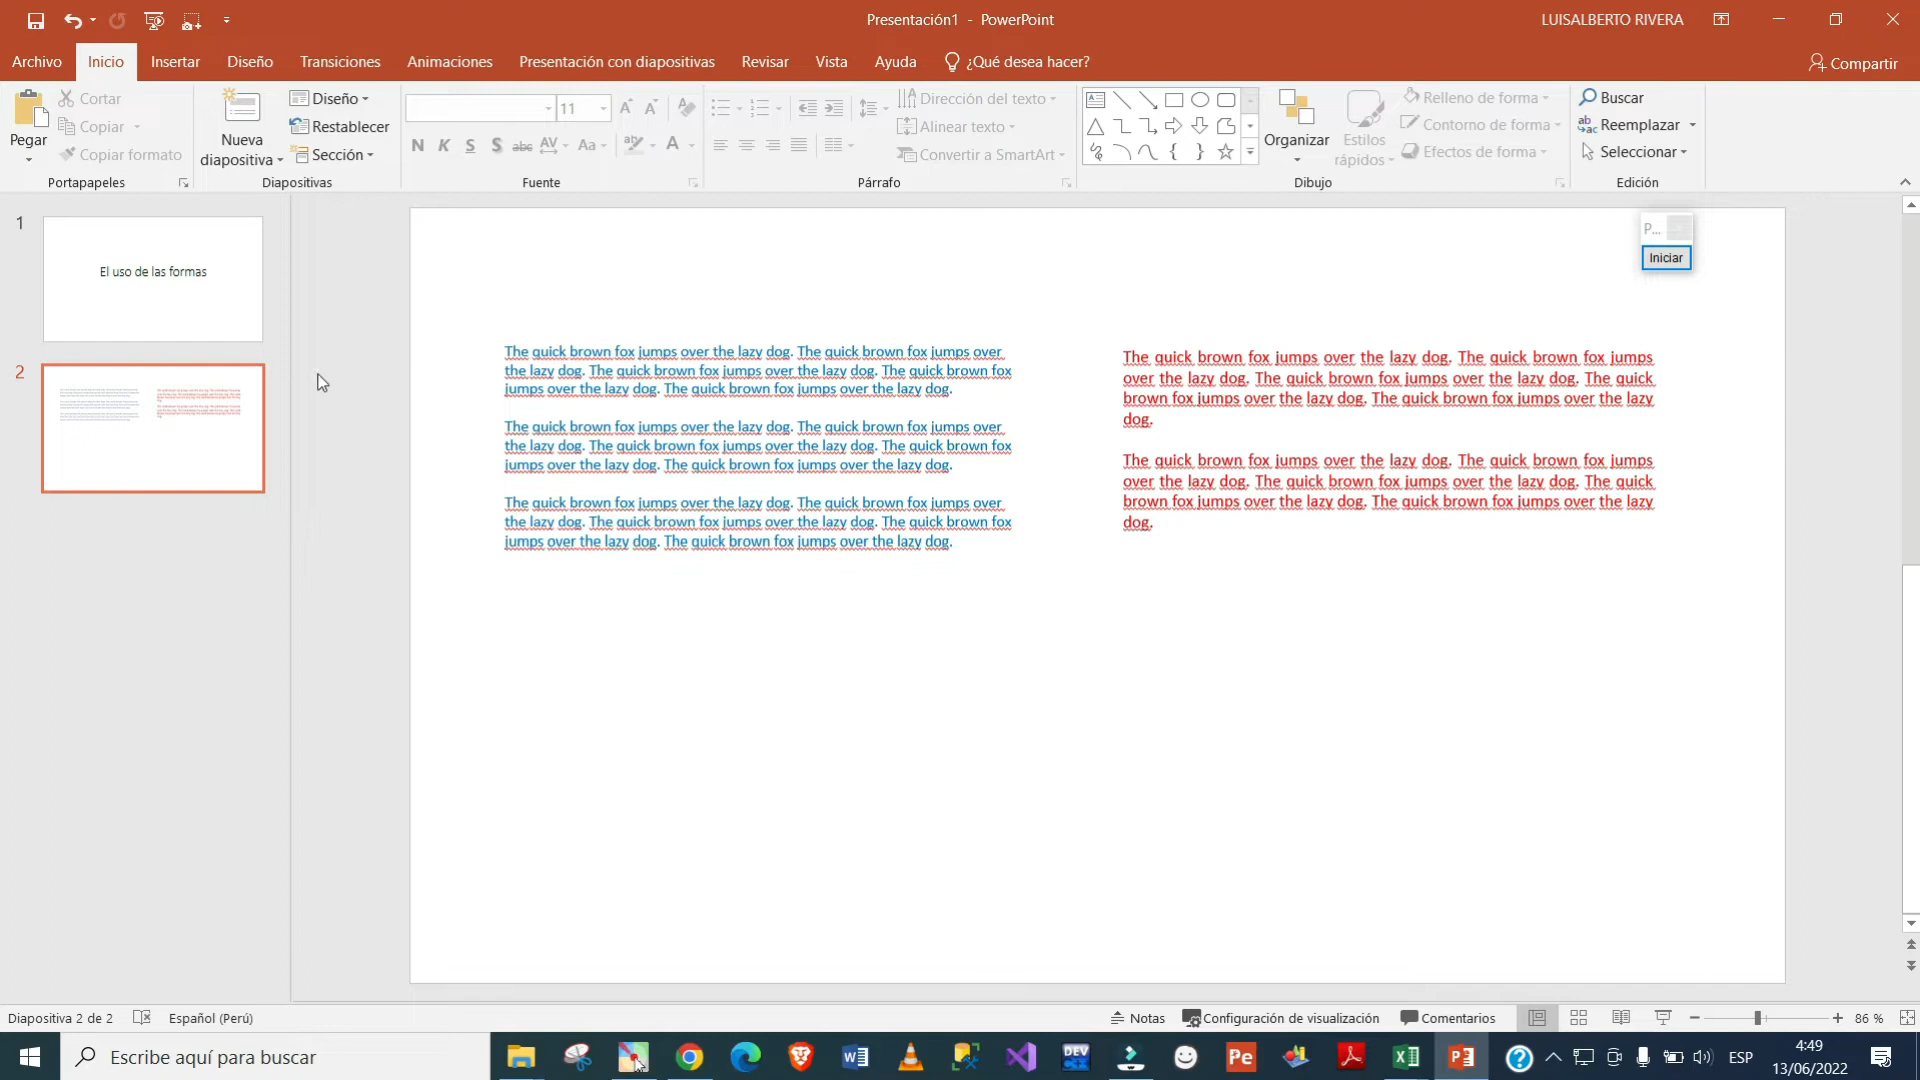 Presentación1 - PowerPoint
LUISALBERTO RIVERA
Archivo Inicio Insertar Diseño Transiciones Animaciones Presentación con diapositivas Revisar Vista Ayuda ¿Qué desea hacer? Compartir
Pegar
Cortar
Copiar
Copiar formato
Portapapeles
Nueva
diapositiva
Diseño
Restablecer
Sección
Diapositivas
11
N K S S abc AV Aa A
Fuente
Dirección del texto
Alinear texto
Convertir a SmartArt
Párrafo
Organizar
Estilos
rápidos
Relleno de forma
Contorno de forma
Efectos de forma
Dibujo
Buscar
Reemplazar
Seleccionar
Edición
1
El uso de las formas
2
P...
Iniciar
The quick brown fox jumps over the lazy dog. The quick brown fox jumps over
the lazy dog. The quick brown fox jumps over the lazy dog. The quick brown fox
jumps over the lazy dog. The quick brown fox jumps over the lazy dog.
The quick brown fox jumps over the lazy dog. The quick brown fox jumps over
the lazy dog. The quick brown fox jumps over the lazy dog. The quick brown fox
jumps over the lazy dog. The quick brown fox jumps over the lazy dog.
The quick brown fox jumps over the lazy dog. The quick brown fox jumps over
the lazy dog. The quick brown fox jumps over the lazy dog. The quick brown fox
jumps over the lazy dog. The quick brown fox jumps over the lazy dog.
The quick brown fox jumps over the lazy dog. The quick brown fox jumps
over the lazy dog. The quick brown fox jumps over the lazy dog. The quick
brown fox jumps over the lazy dog. The quick brown fox jumps over the lazy
dog.
The quick brown fox jumps over the lazy dog. The quick brown fox jumps
over the lazy dog. The quick brown fox jumps over the lazy dog. The quick
brown fox jumps over the lazy dog. The quick brown fox jumps over the lazy
dog.
Diapositiva 2 de 2 Español (Perú) Notas Configuración de visualización Comentarios 86 %
Escribe aquí para buscar
DEV
Pe
ESP
4:49
13/06/2022